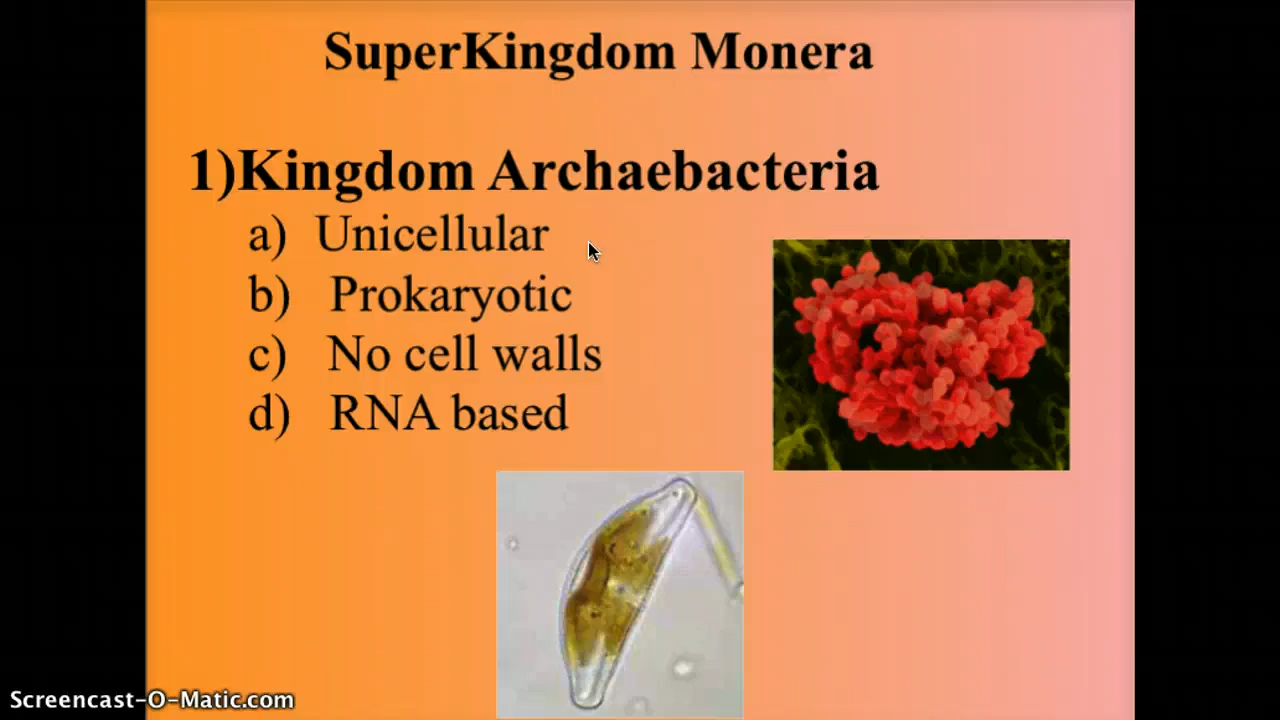 SuperKingdom Monera
1)Kingdom Archaebacteria
a) Unicellular
b) Prokaryotic
c) No cell walls
d) RNA based
Screencast-O-Matic.com